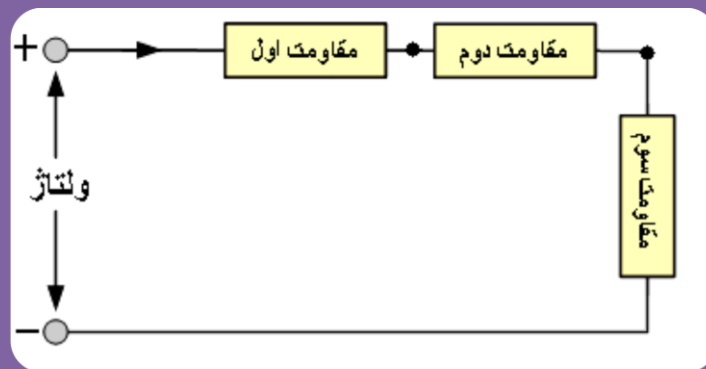 +
مقاومت اول
مقاومت دوم
مقاومت سوم
ولتاژ
−